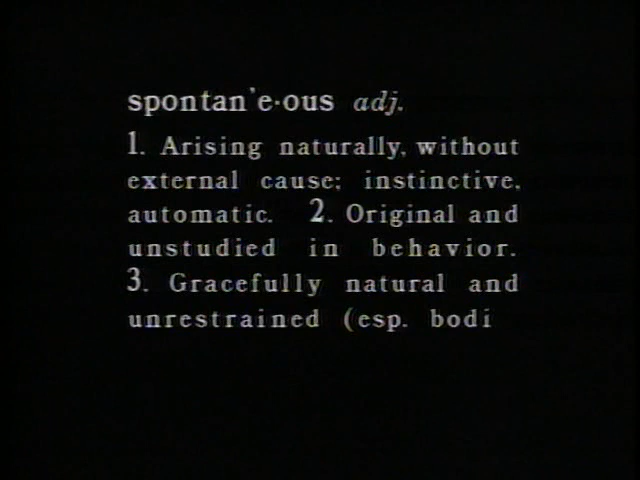 spontan'e·ous adj.
1. Arising naturally, without
external cause; instinctive,
automatic. 2. Original and
unstudied in behavior.
3. Gracefully natural and
unrestrained (esp. bodi